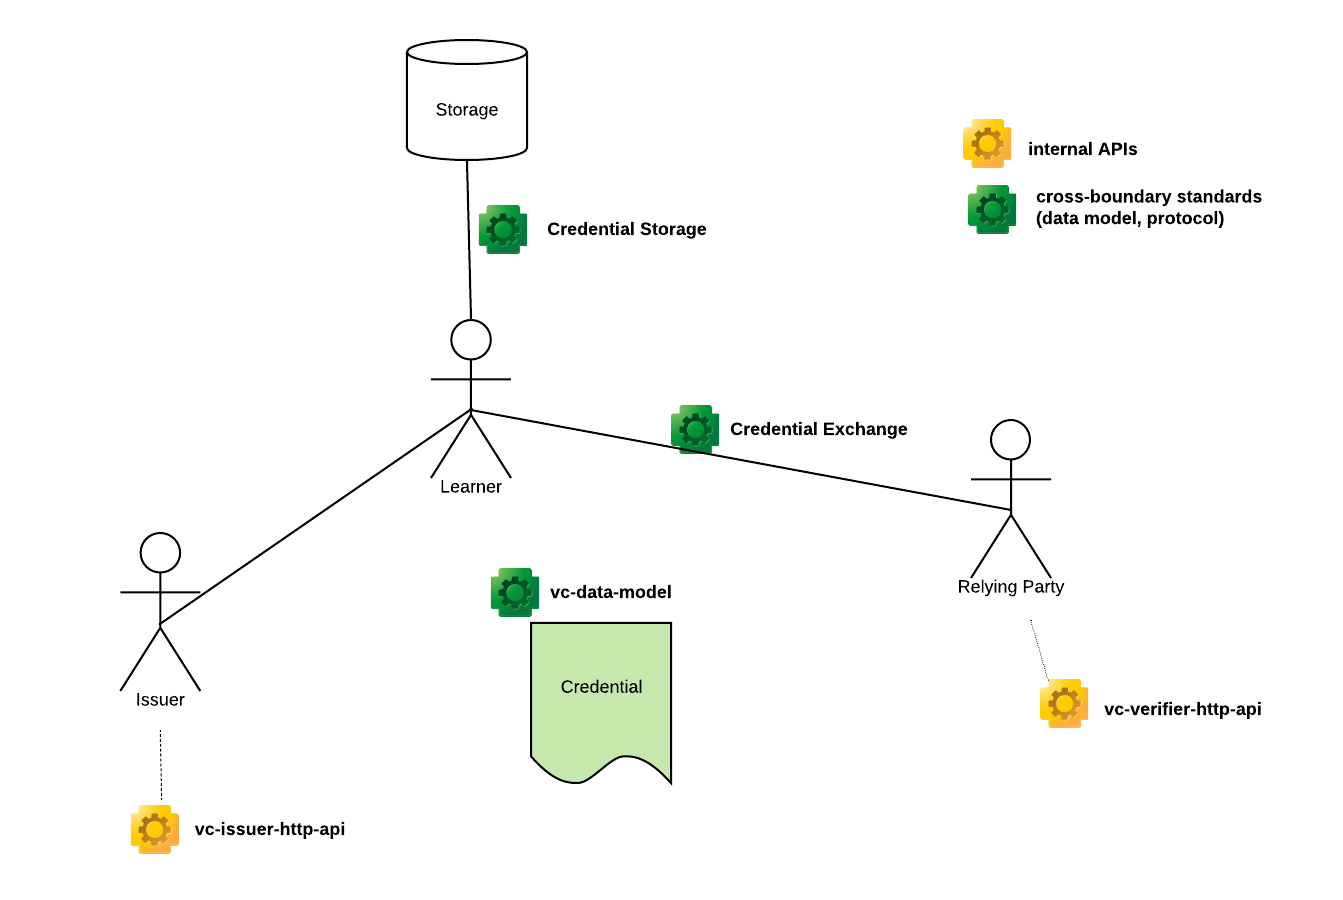 Storage
internal APIs
cross-boundary standards
(data model, protocol)
Credential Storage
Credential Exchange
Learner
Relying Party
vc-data-model
Credential
Issuer
vc-verifier-http-api
vc-issuer-http-api